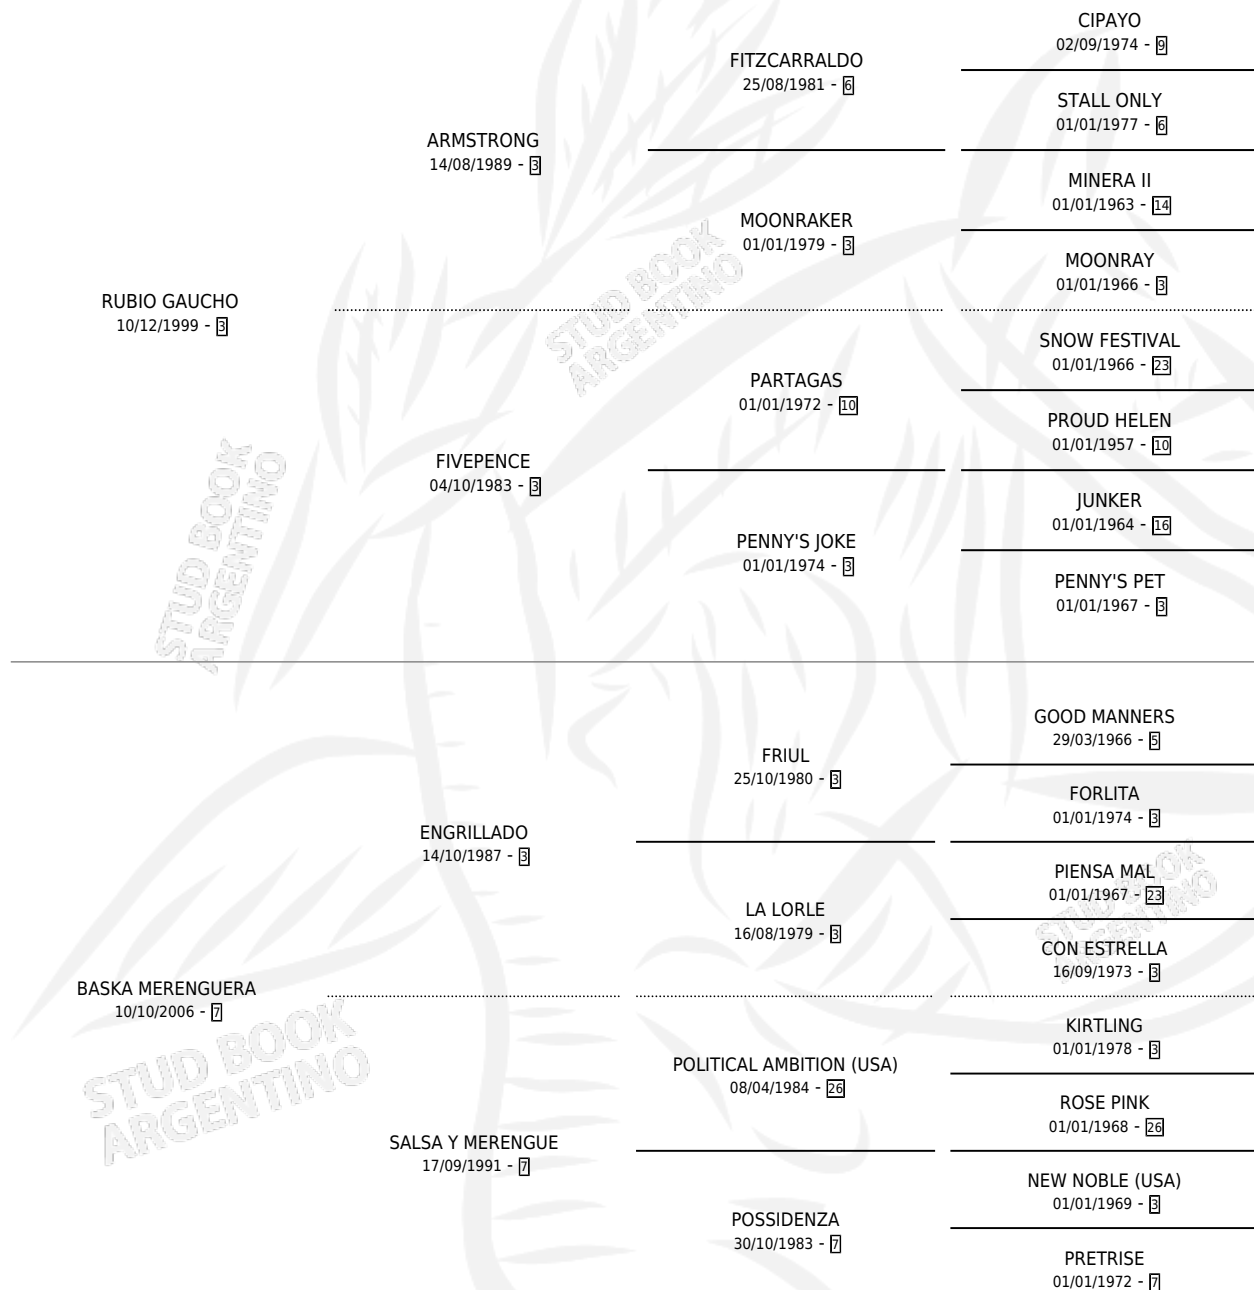 CIPAYO
02/09/1974 - 9
FITZCARRALDO
25/08/1981 - 6
STALL ONLY
01/01/1977 - 6
ARMSTRONG
14/08/1989 - 3
MINERA II
01/01/1963 - 14
MOONRAKER
01/01/1979 - 3
MOONRAY
01/01/1966 - 3
RUBIO GAUCHO
10/12/1999 - 3
STUD BOOK
ARGENTINO
SNOW FESTIVAL
01/01/1966 - 23
PARTAGAS
01/01/1972 - 10
PROUD HELEN
01/01/1957 - 10
FIVEPENCE
04/10/1983 - 3
JUNKER
01/01/1964 - 16
PENNY'S JOKE
01/01/1974 - 3
PENNY'S PET
01/01/1967 - 3
STUD BOOK
ARGENTINO
GOOD MANNERS
29/03/1966 - 5
FRIUL
25/10/1980 - 3
FORLITA
01/01/1974 - 3
ENGRILLADO
14/10/1987 - 3
PIENSA MAL
01/01/1967 - 23
LA LORLE
16/08/1979 - 3
CON ESTRELLA
16/09/1973 - 3
STUD BOOK
ARGENTINO
BASKA MERENGUERA
10/10/2006 - 7
KIRTLING
01/01/1978 - 3
POLITICAL AMBITION (USA)
08/04/1984 - 26
ROSE PINK
01/01/1968 - 26
STUD BOOK
ARGENTINO
SALSA Y MERENGUE
17/09/1991 - 7
NEW NOBLE (USA)
01/01/1969 - 3
POSSIDENZA
30/10/1983 - 7
PRETRISE
01/01/1972 - 7